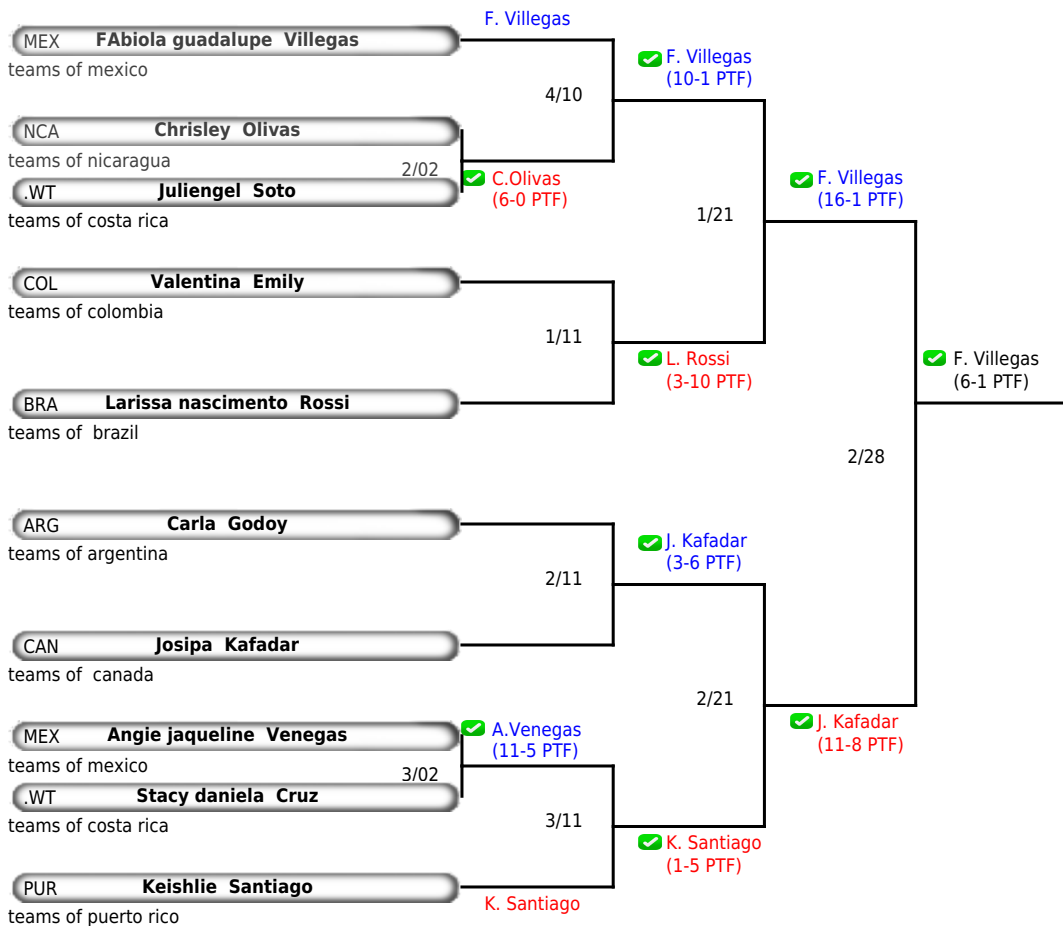 F. Villegas
MEX FAbiola guadalupe Villegas
teams of mexico
F. Villegas
(10-1 PTF)
4/10
NCA Chrisley Olivas
teams of nicaragua
2/02
C.Olivas
(6-0 PTF)
.WT Juliengel Soto
teams of costa rica
F. Villegas
(16-1 PTF)
1/21
COL Valentina Emily
teams of colombia
1/11
L. Rossi
(3-10 PTF)
F. Villegas
(6-1 PTF)
BRA Larissa nascimento Rossi
teams of brazil
2/28
ARG Carla Godoy
teams of argentina
J. Kafadar
(3-6 PTF)
2/11
CAN Josipa Kafadar
teams of canada
2/21
J. Kafadar
(11-8 PTF)
MEX Angie jaqueline Venegas
teams of mexico
A.Venegas
(11-5 PTF)
3/02
.WT Stacy daniela Cruz
teams of costa rica
3/11
K. Santiago
(1-5 PTF)
PUR Keishlie Santiago
teams of puerto rico
K. Santiago